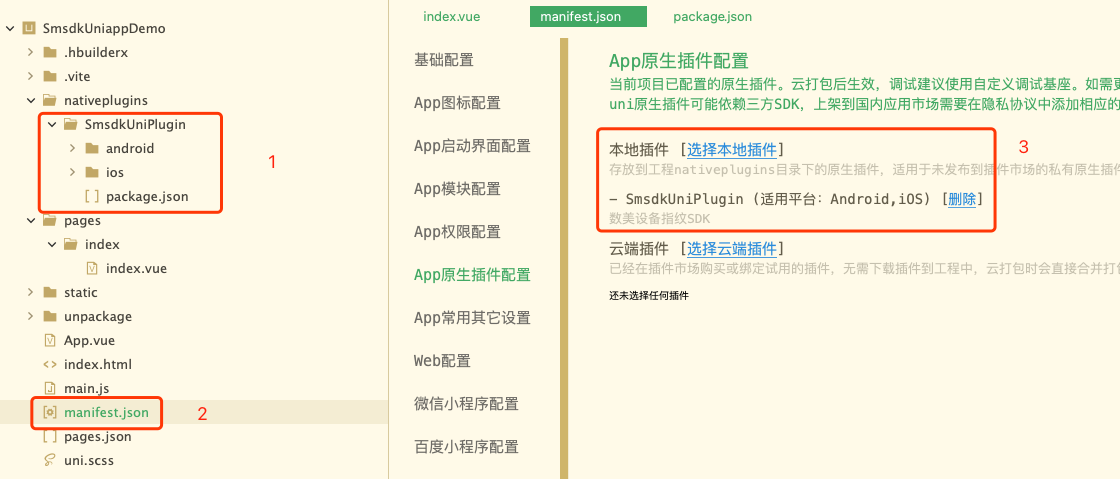 SmsdkUniappDemo
.hbuilderx
.vite
nativeplugins
SmsdkUniPlugin
android
ios
package.json
pages
index
index.vue
static
unpackage
App.vue
index.html
main.js
manifest.json
pages.json
uni.scss
1
2
index.vue
manifest.json
package.json
基础配置
App图标配置
App启动界面配置
App模块配置
App权限配置
App原生插件配置
App常用其它设置
Web配置
微信小程序配置
百度小程序配置
App原生插件配置
当前项目已配置的原生插件。云打包后生效，调试建议使用自定义调试基座。如需
uni原生插件可能依赖三方SDK，上架到国内应用市场需要在隐私协议中添加相应的
本地插件 [选择本地插件]
存放到工程nativeplugins目录下的原生插件，适用于未发布到插件市场的私有原生插件
- SmsdkUniPlugin (适用平台：Android,iOS) [删除]
数美设备指纹SDK
3
云端插件 [选择云端插件]
已经在插件市场购买或绑定试用的插件，无需下载插件到工程中，云打包时会直接合并打
还未选择任何插件